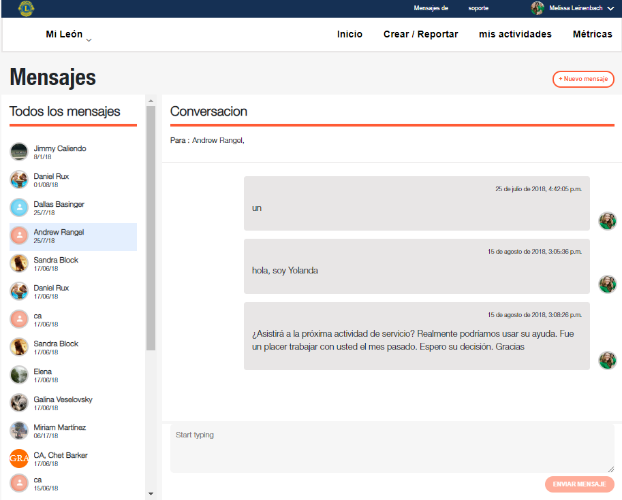 Mensajes de soporte Melissa Leirenbach
Mi León Inicio Crear / Reportar mis actividades Métricas
Mensajes
+ Nuevo mensaje
Todos los mensajes
Jimmy Caliendo
8/1/18
Daniel Rux
01/08/18
Dallas Basinger
25/7/18
Andrew Rangel
25/7/18
Sandra Block
17/06/18
Daniel Rux
17/06/18
ca
17/06/18
Sandra Block
17/06/18
Elena
17/06/18
Galina Veselovsky
17/06/18
Miriam Martinez
06/17/18
GRA
CA, Chet Barker
17/06/18
ca
15/06/18
Conversacion
Para : Andrew Rangel,
25 de julio de 2018, 4:42:05 p.m.
un
15 de agosto de 2018, 3:05:36 p.m.
hola, soy Yolanda
15 de agosto de 2018, 3:08:26 p.m.
¿Asistirá a la próxima actividad de servicio? Realmente podríamos usar su ayuda. Fue
un placer trabajar con usted el mes pasado. Espero su decisión. Gracias
Start typing
ENVIAR MENSAJE